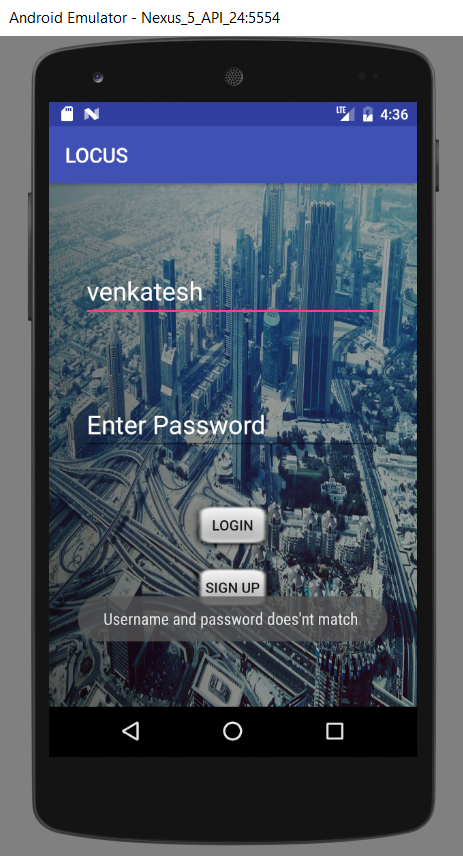 Android Emulator - Nexus_5_API_24:5554
LTE 4:36
LOCUS
venkatesh
Enter Password
LOGIN
SIGN UP
Username and password does'nt match